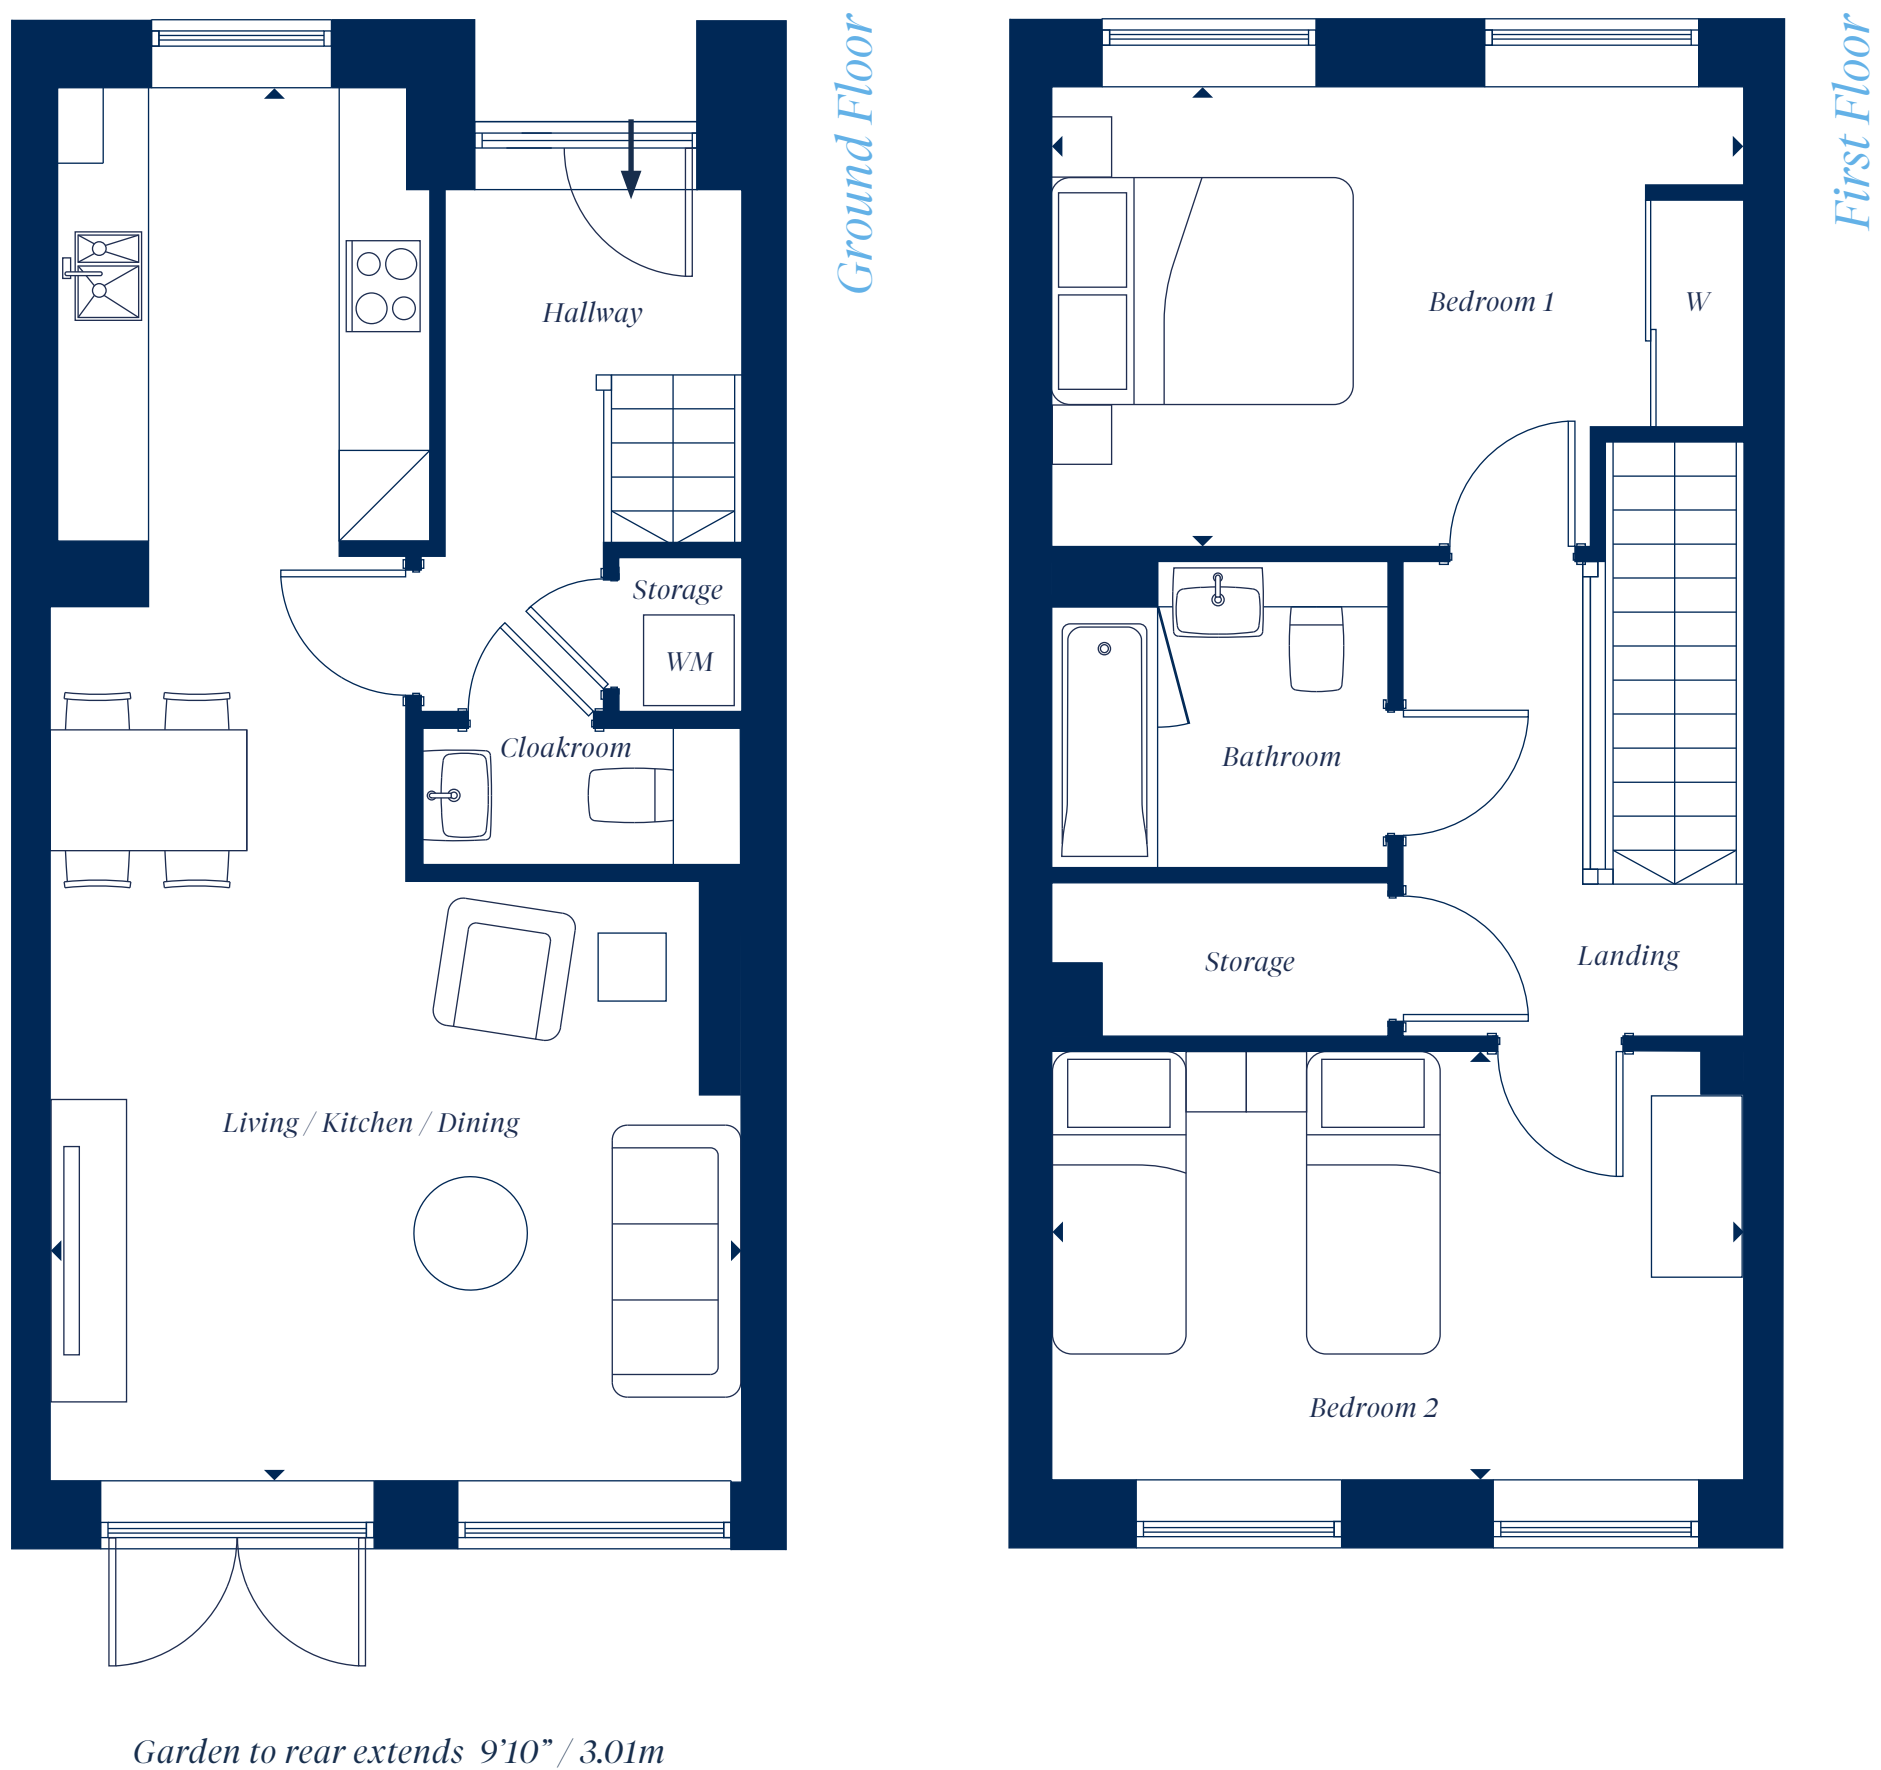 Ground Floor
Hallway
Storage
WM
Cloakroom
Living / Kitchen / Dining
Garden to rear extends 9’10” / 3.01m
First Floor
Bedroom 1
W
Bathroom
Storage
Landing
Bedroom 2